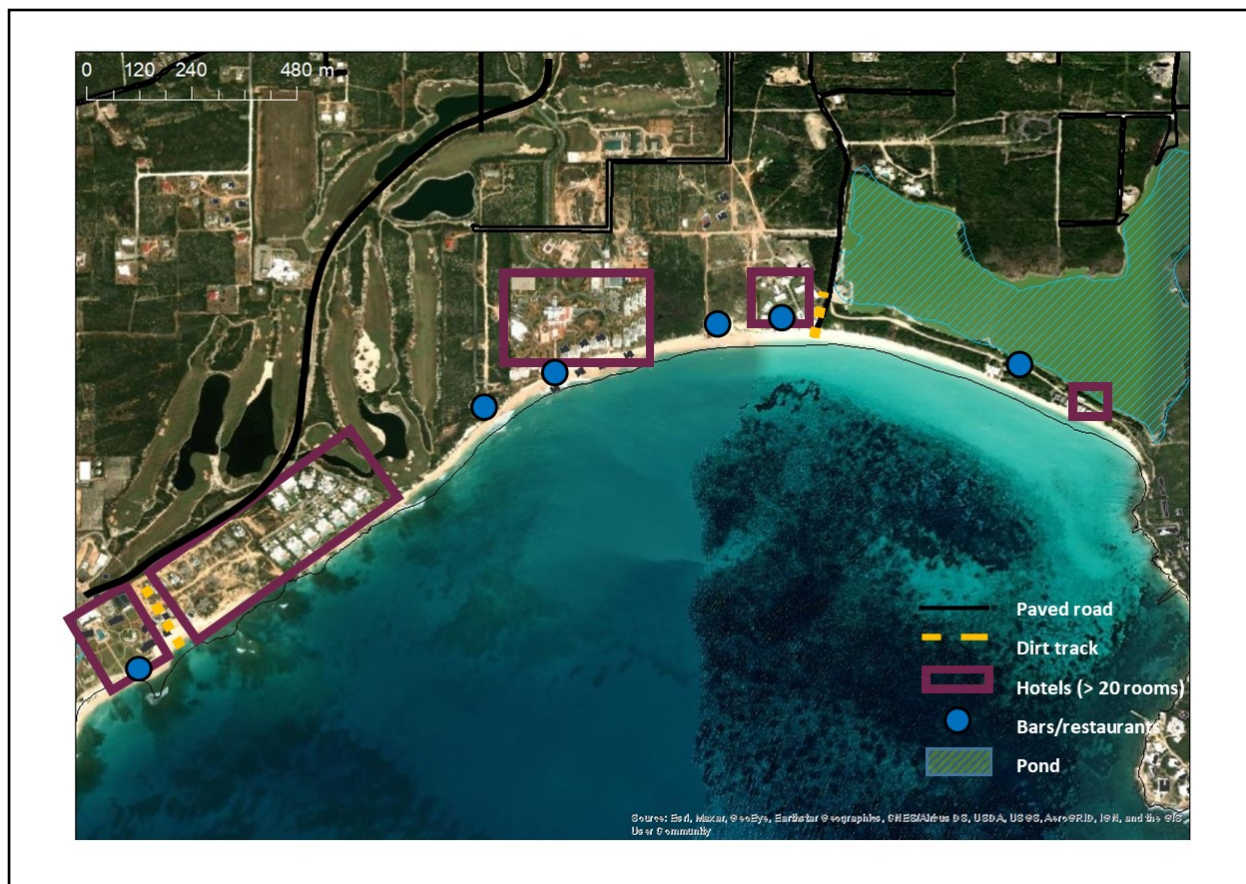 0 120 240 480 m
Paved road
Dirt track
Hotels (> 20 rooms)
Bars/restaurants
Pond
Source: Esri, Maxar, GeoEye, Earthstar Geographics, CNES/Airbus DS, USDA, USGS, AeroGRID, IGN, and the GIS
User Community